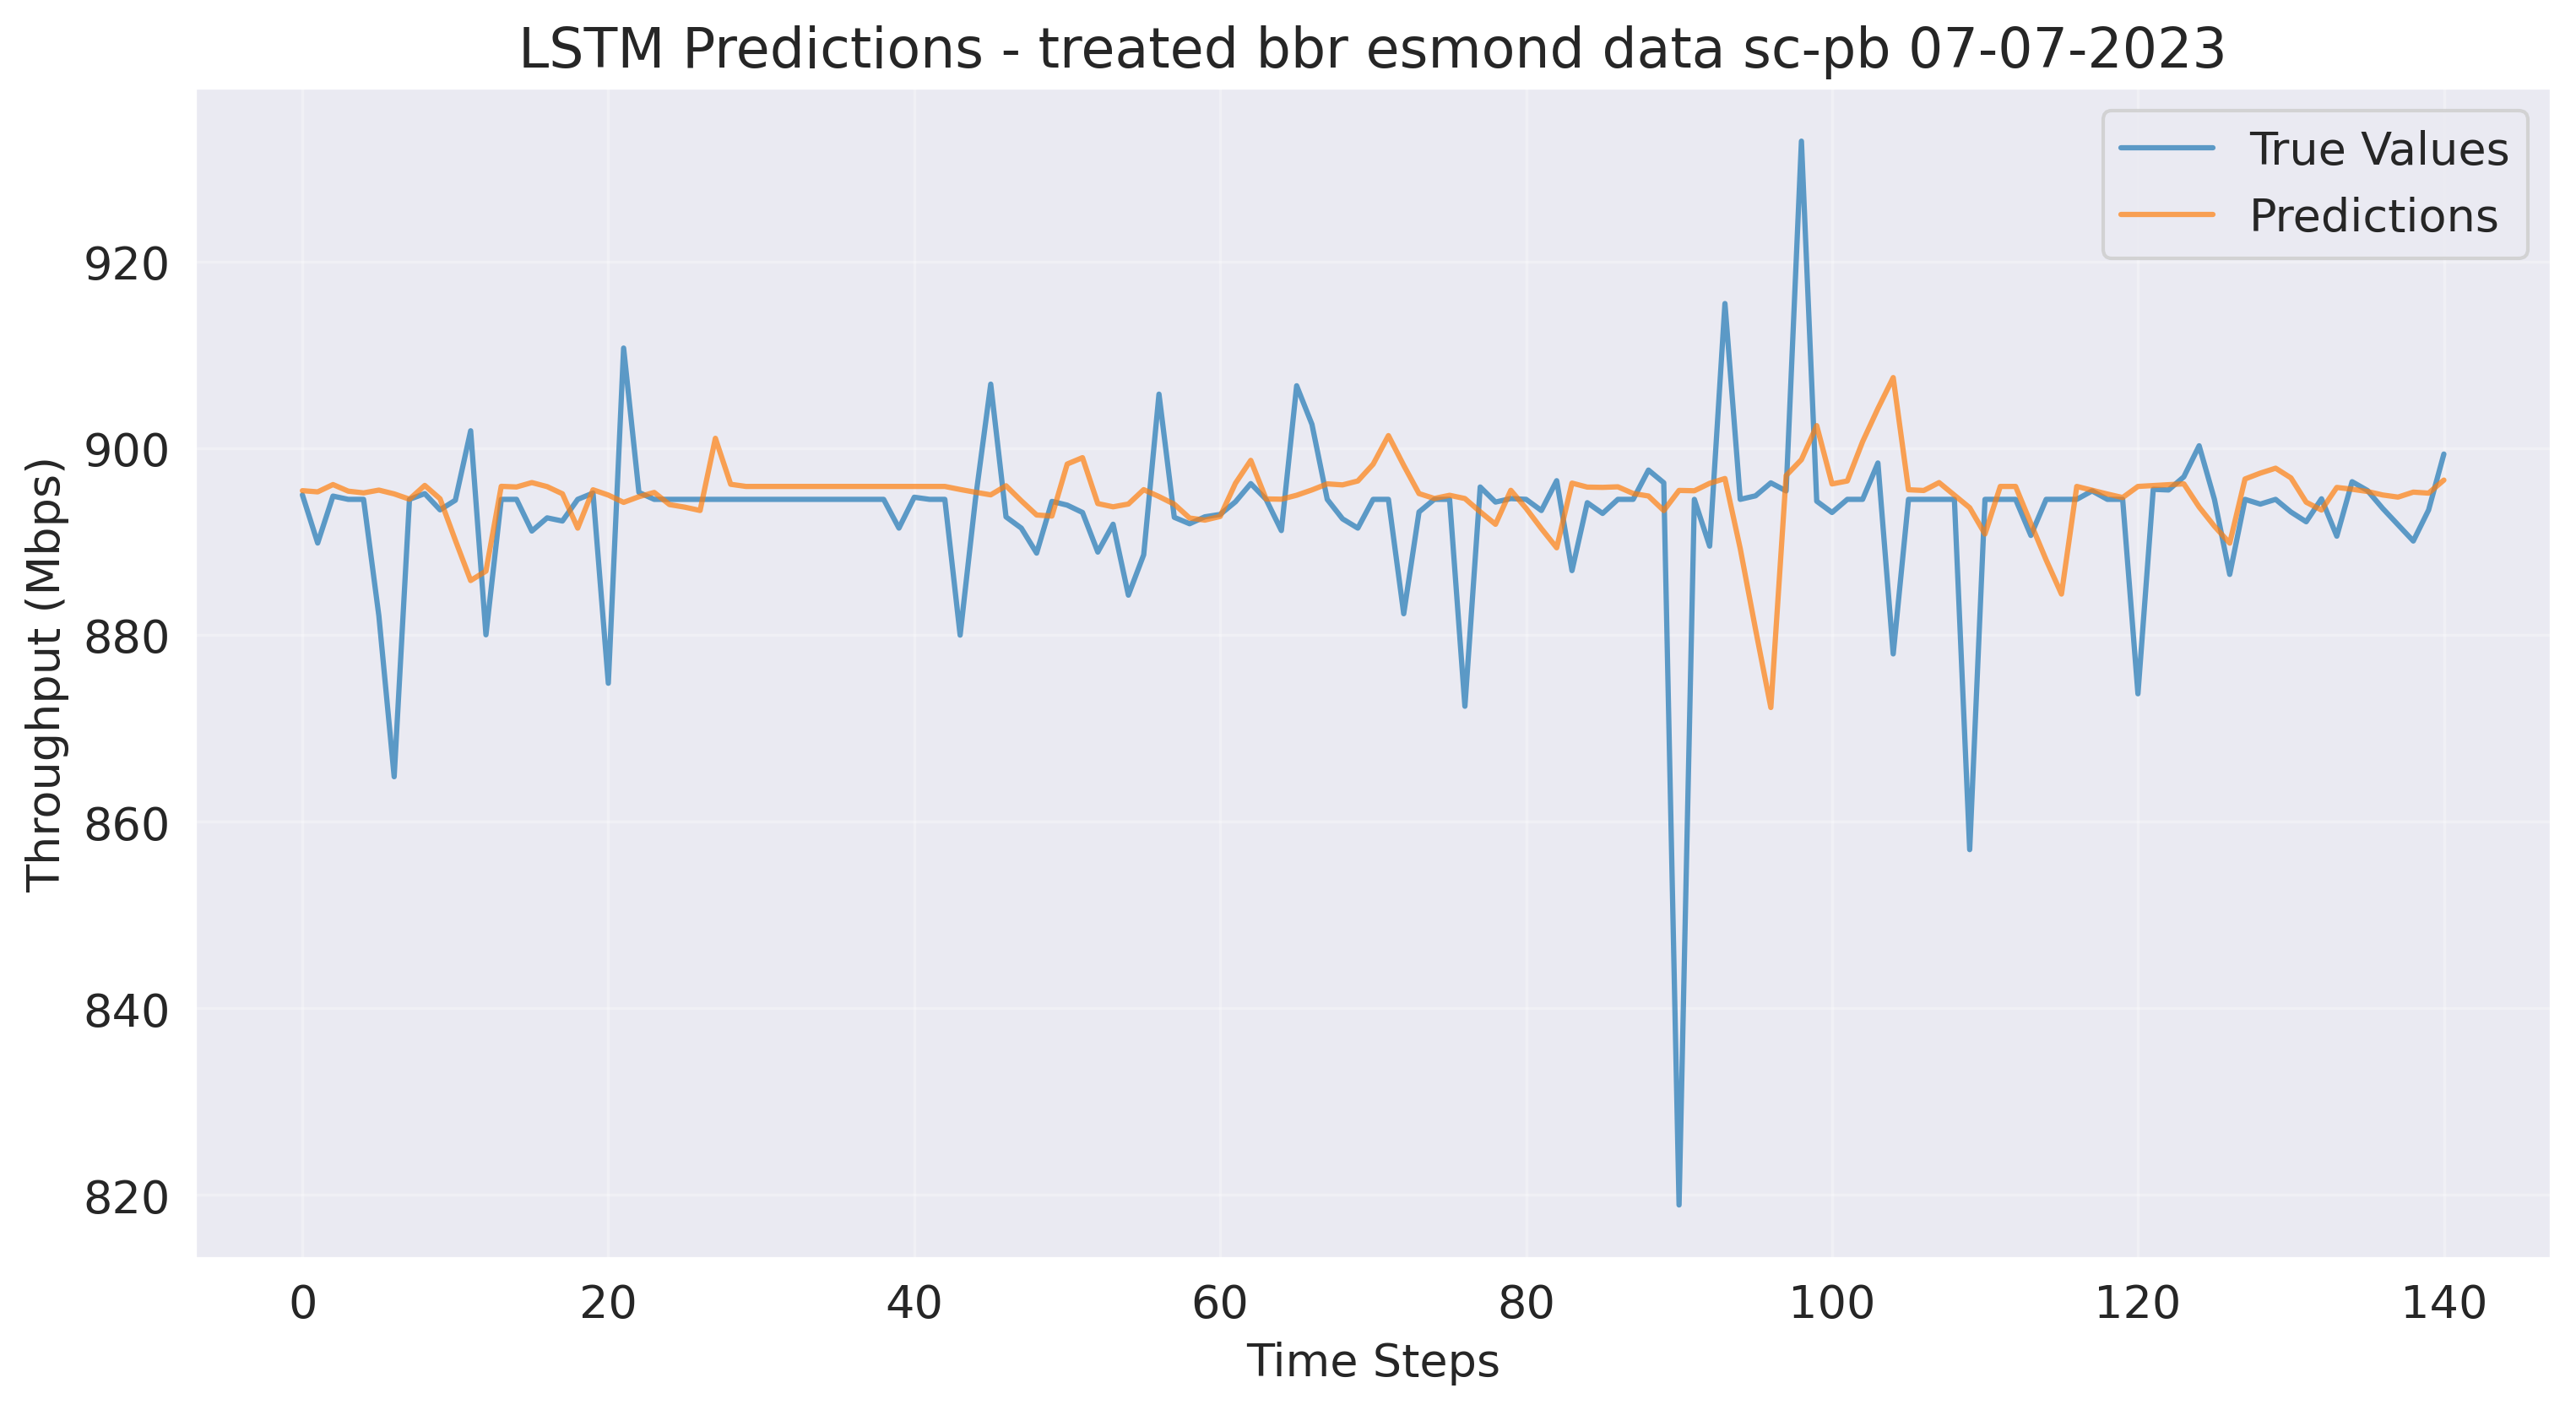 LSTM Predictions - treated bbr esmond data sc-pb 07-07-2023
True Values
Predictions
Throughput (Mbps)
920
900
880
860
840
820
0 20 40 60 80 100 120 140
Time Steps